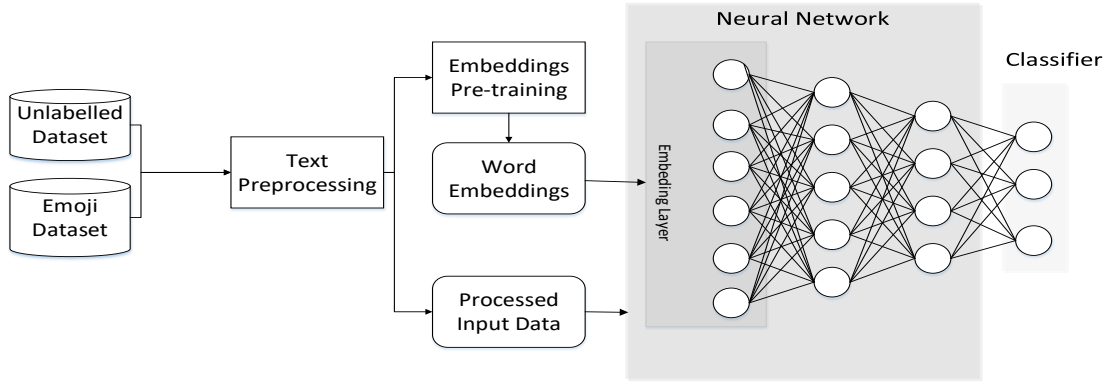 Neural Network
Classifier
Embeddings
Pre-training
Unlabelled
Dataset
Text
Preprocessing
Word
Embeddings
Embeding Layer
Emoji
Dataset
Processed
Input Data